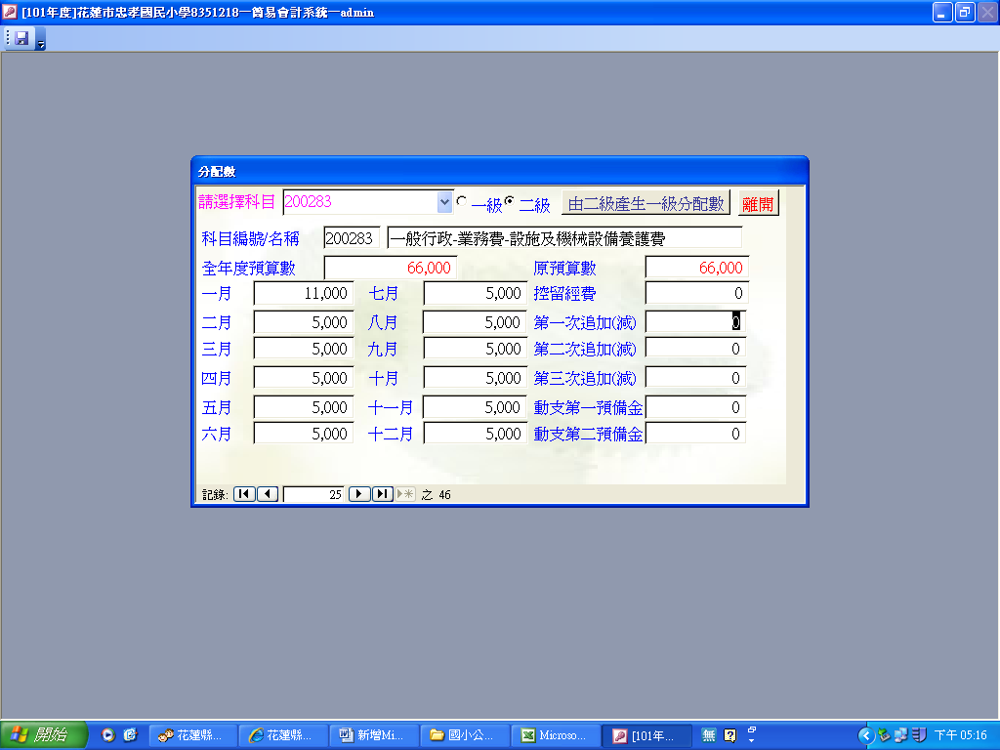 [101年度]花蓮市忠孝國民小學8351218—簡易會計系統—admin
分配數
請選擇科目 200283 一級 二級 由二級產生一級分配數 離開
科目編號/名稱 200283 一般行政-業務費-設施及機械設備養護費
全年度預算數 66,000 原預算數 66,000
一月 11,000 七月 5,000 控留經費 0
二月 5,000 八月 5,000 第一次追加(減) 0
三月 5,000 九月 5,000 第二次追加(減) 0
四月 5,000 十月 5,000 第三次追加(減) 0
五月 5,000 十一月 5,000 動支第一預備金 0
六月 5,000 十二月 5,000 動支第二預備金 0
記錄: 25 之 46
開始 花蓮縣... 花蓮縣... 新增Mi... 國小公... Microso... [101年... 無 下午 05:16